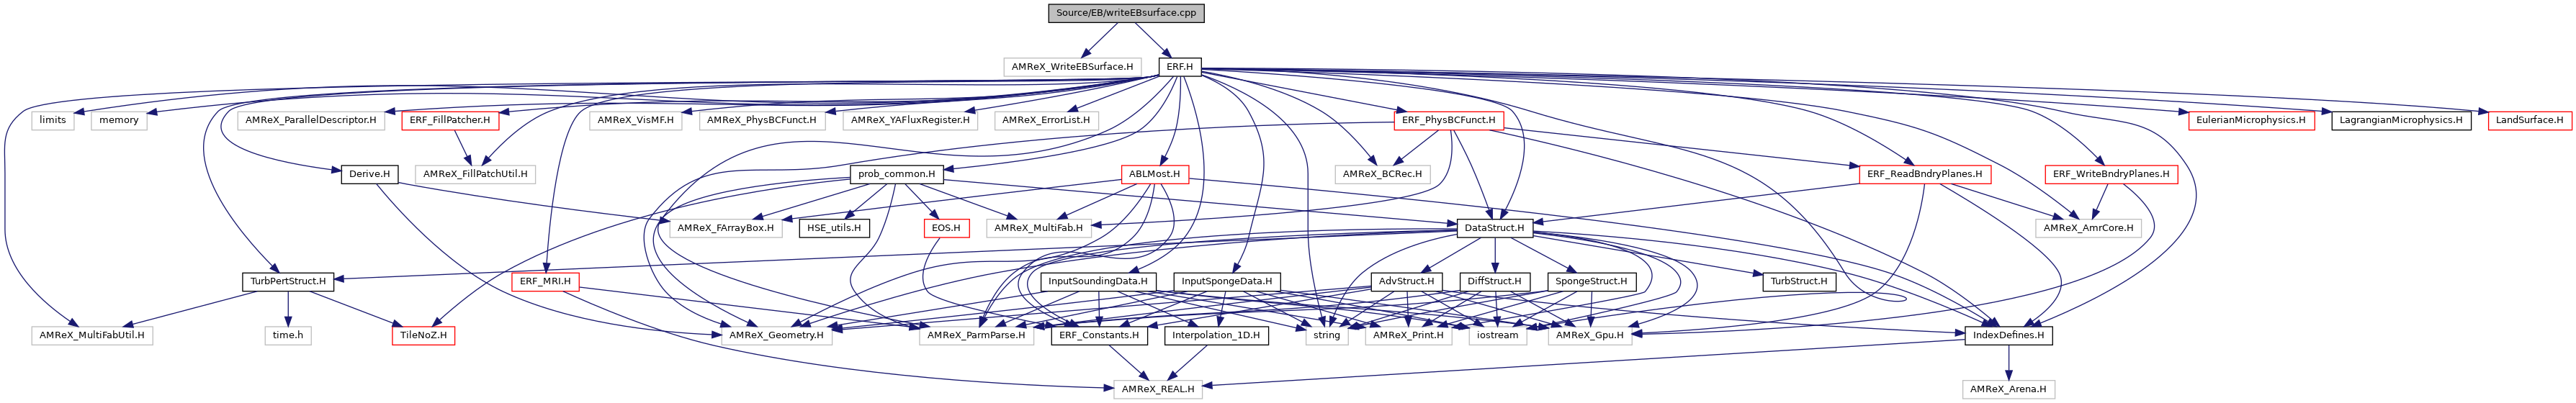 Source/EB/writeEBsurface.cpp
AMReX_WriteEBSurface.H
ERF.H
limits
memory
AMReX_ParallelDescriptor.H
ERF_FillPatcher.H
AMReX_VisMF.H
AMReX_PhysBCFunct.H
AMReX_YAFluxRegister.H
AMReX_ErrorList.H
ERF_PhysBCFunct.H
EulerianMicrophysics.H
LagrangianMicrophysics.H
LandSurface.H
Derive.H
AMReX_FillPatchUtil.H
prob_common.H
ABLMost.H
AMReX_BCRec.H
ERF_ReadBndryPlanes.H
ERF_WriteBndryPlanes.H
AMReX_FArrayBox.H
HSE_utils.H
EOS.H
AMReX_MultiFab.H
DataStruct.H
AMReX_AmrCore.H
TurbPertStruct.H
ERF_MRI.H
InputSoundingData.H
InputSpongeData.H
AdvStruct.H
DiffStruct.H
SpongeStruct.H
TurbStruct.H
AMReX_MultiFabUtil.H
time.h
TileNoZ.H
AMReX_Geometry.H
AMReX_ParmParse.H
ERF_Constants.H
Interpolation_1D.H
string
AMReX_Print.H
iostream
AMReX_Gpu.H
IndexDefines.H
AMReX_REAL.H
AMReX_Arena.H